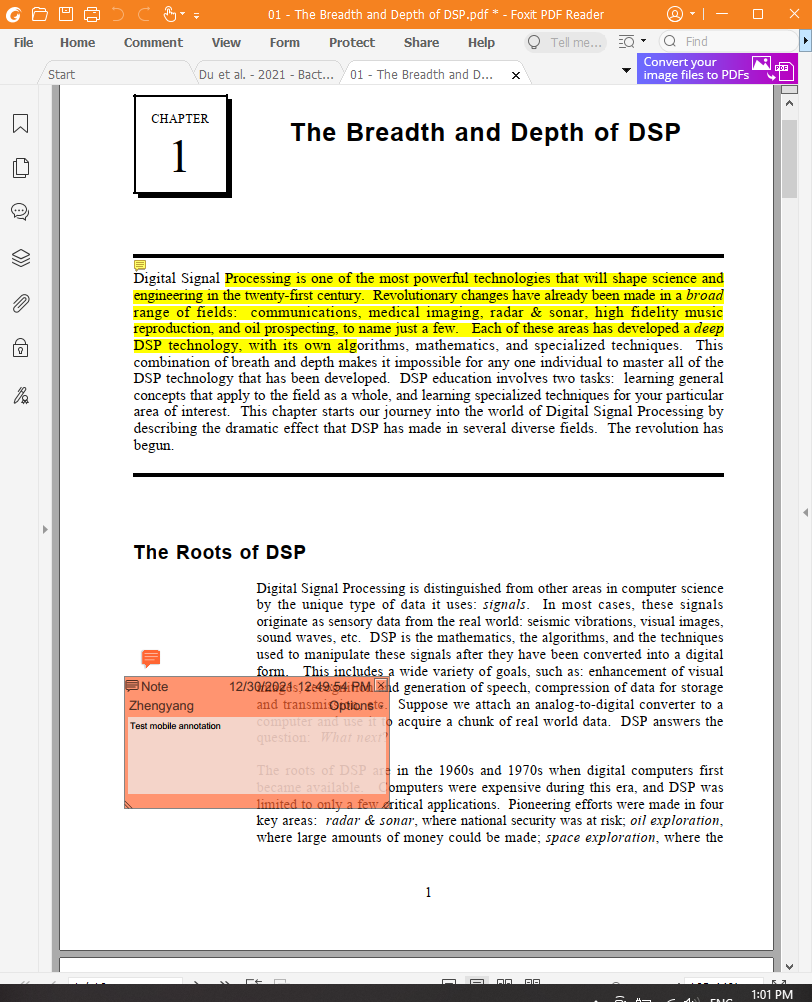 01 - The Breadth and Depth of DSP.pdf * - Foxit PDF Reader
File Home Comment View Form Protect Share Help Tell me... Find
Start Du et al. - 2021 - Bact... 01 - The Breadth and D... Convert your
image files to PDFs
CHAPTER
1
The Breadth and Depth of DSP
Digital Signal Processing is one of the most powerful technologies that will shape science and
engineering in the twenty-first century. Revolutionary changes have already been made in a broad
range of fields: communications, medical imaging, radar & sonar, high fidelity music
reproduction, and oil prospecting, to name just a few. Each of these areas has developed a deep
DSP technology, with its own algorithms, mathematics, and specialized techniques. This
combination of breath and depth makes it impossible for any one individual to master all of the
DSP technology that has been developed. DSP education involves two tasks: learning general
concepts that apply to the field as a whole, and learning specialized techniques for your particular
area of interest. This chapter starts our journey into the world of Digital Signal Processing by
describing the dramatic effect that DSP has made in several diverse fields. The revolution has
begun.
The Roots of DSP
Digital Signal Processing is distinguished from other areas in computer science
by the unique type of data it uses: signals. In most cases, these signals
originate as sensory data from the real world: seismic vibrations, visual images,
sound waves, etc. DSP is the mathematics, the algorithms, and the techniques
used to manipulate these signals after they have been converted into a digital
form. This includes a wide variety of goals, such as: enhancement of visual
Note 12/30/2021 12:49:54 PM
and generation of speech, compression of data for storage
Zhengyang Options
and transmission, etc. Suppose we attach an analog-to-digital converter to a
Test mobile annotation
computer and use it to acquire a chunk of real world data. DSP answers the
question: What next?
The roots of DSP are in the 1960s and 1970s when digital computers first
became available. Computers were expensive during this era, and DSP was
limited to only a few critical applications. Pioneering efforts were made in four
key areas: radar & sonar, where national security was at risk; oil exploration,
where large amounts of money could be made; space exploration, where the
1
1:01 PM